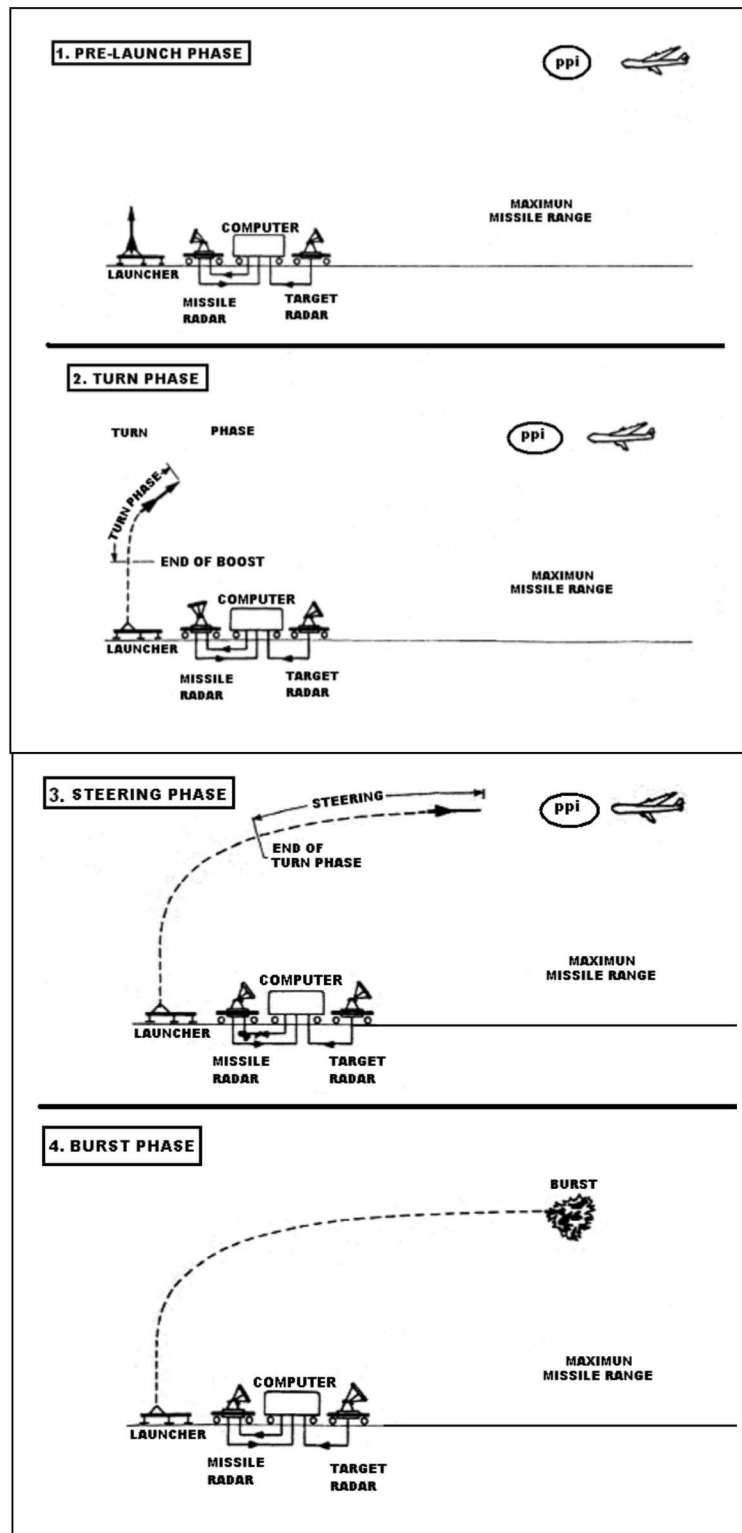 1. PRE-LAUNCH PHASE
ppi
COMPUTER
MAXIMUN
MISSILE RANGE
LAUNCHER
MISSILE
RADAR
TARGET
RADAR
2. TURN PHASE
TURN PHASE
ppi
TURN PHASE
END OF BOOST
COMPUTER
MAXIMUN
MISSILE RANGE
LAUNCHER
MISSILE
RADAR
TARGET
RADAR
3. STEERING PHASE
STEERING
ppi
END OF
TURN PHASE
COMPUTER
MAXIMUN
MISSILE RANGE
LAUNCHER
MISSILE
RADAR
TARGET
RADAR
4. BURST PHASE
BURST
COMPUTER
MAXIMUN
MISSILE RANGE
LAUNCHER
MISSILE
RADAR
TARGET
RADAR